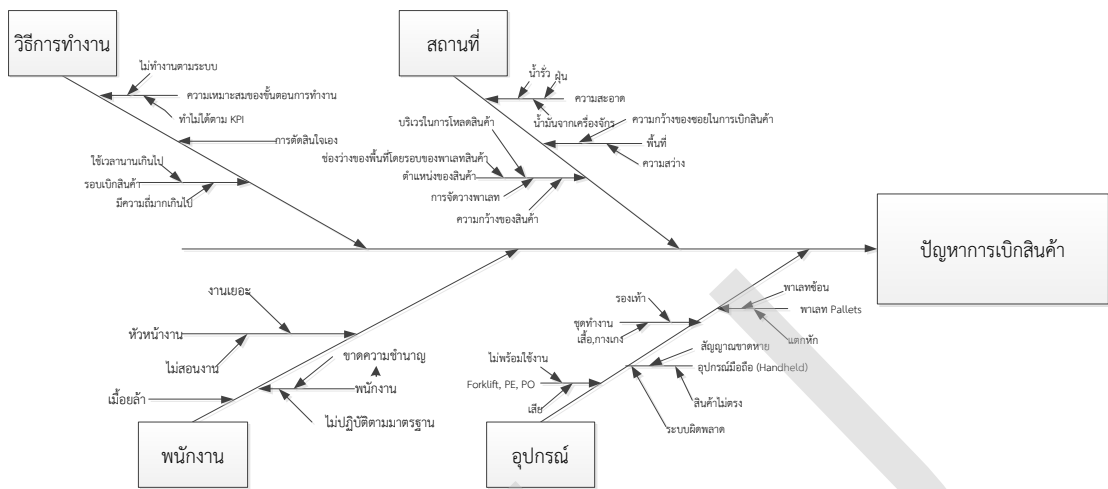 วิธีการทำงาน
สถานที่
ไม่ทำงานตามระบบ
ความเหมาะสมของขั้นตอนการทำงาน
ทำไม่ได้ตาม KPI
การตัดสินใจเอง
ใช้เวลานานเกินไป
รอบเบิกสินค้า
มีความถี่มากเกินไป
น้ำรั่ว
ฝุ่น
ความสะอาด
น้ำมันจากเครื่องจักร
ความกว้างของซอยในการเบิกสินค้า
พื้นที่
ความสว่าง
บริเวรในการโหลดสินค้า
ช่องว่างของพื้นที่โดยรอบของพาเลทสินค้า
ตำแหน่งของสินค้า
การจัดวางพาเลท
ความกว้างของสินค้า
ปัญหาการเบิกสินค้า
งานเยอะ
หัวหน้างาน
ไม่สอนงาน
ขาดความชำนาญ
พนักงาน
เมื่อยล้า
ไม่ปฏิบัติตามมาตรฐาน
พนักงาน
รองเท้า
ชุดทำงาน
เสื้อ,กางเกง
พาเลทซ้อน
พาเลท Pallets
แตกหัก
ไม่พร้อมใช้งาน
Forklift, PE, PO
เสีย
สัญญาณขาดหาย
อุปกรณ์มือถือ (Handheld)
สินค้าไม่ตรง
ระบบผิดพลาด
อุปกรณ์